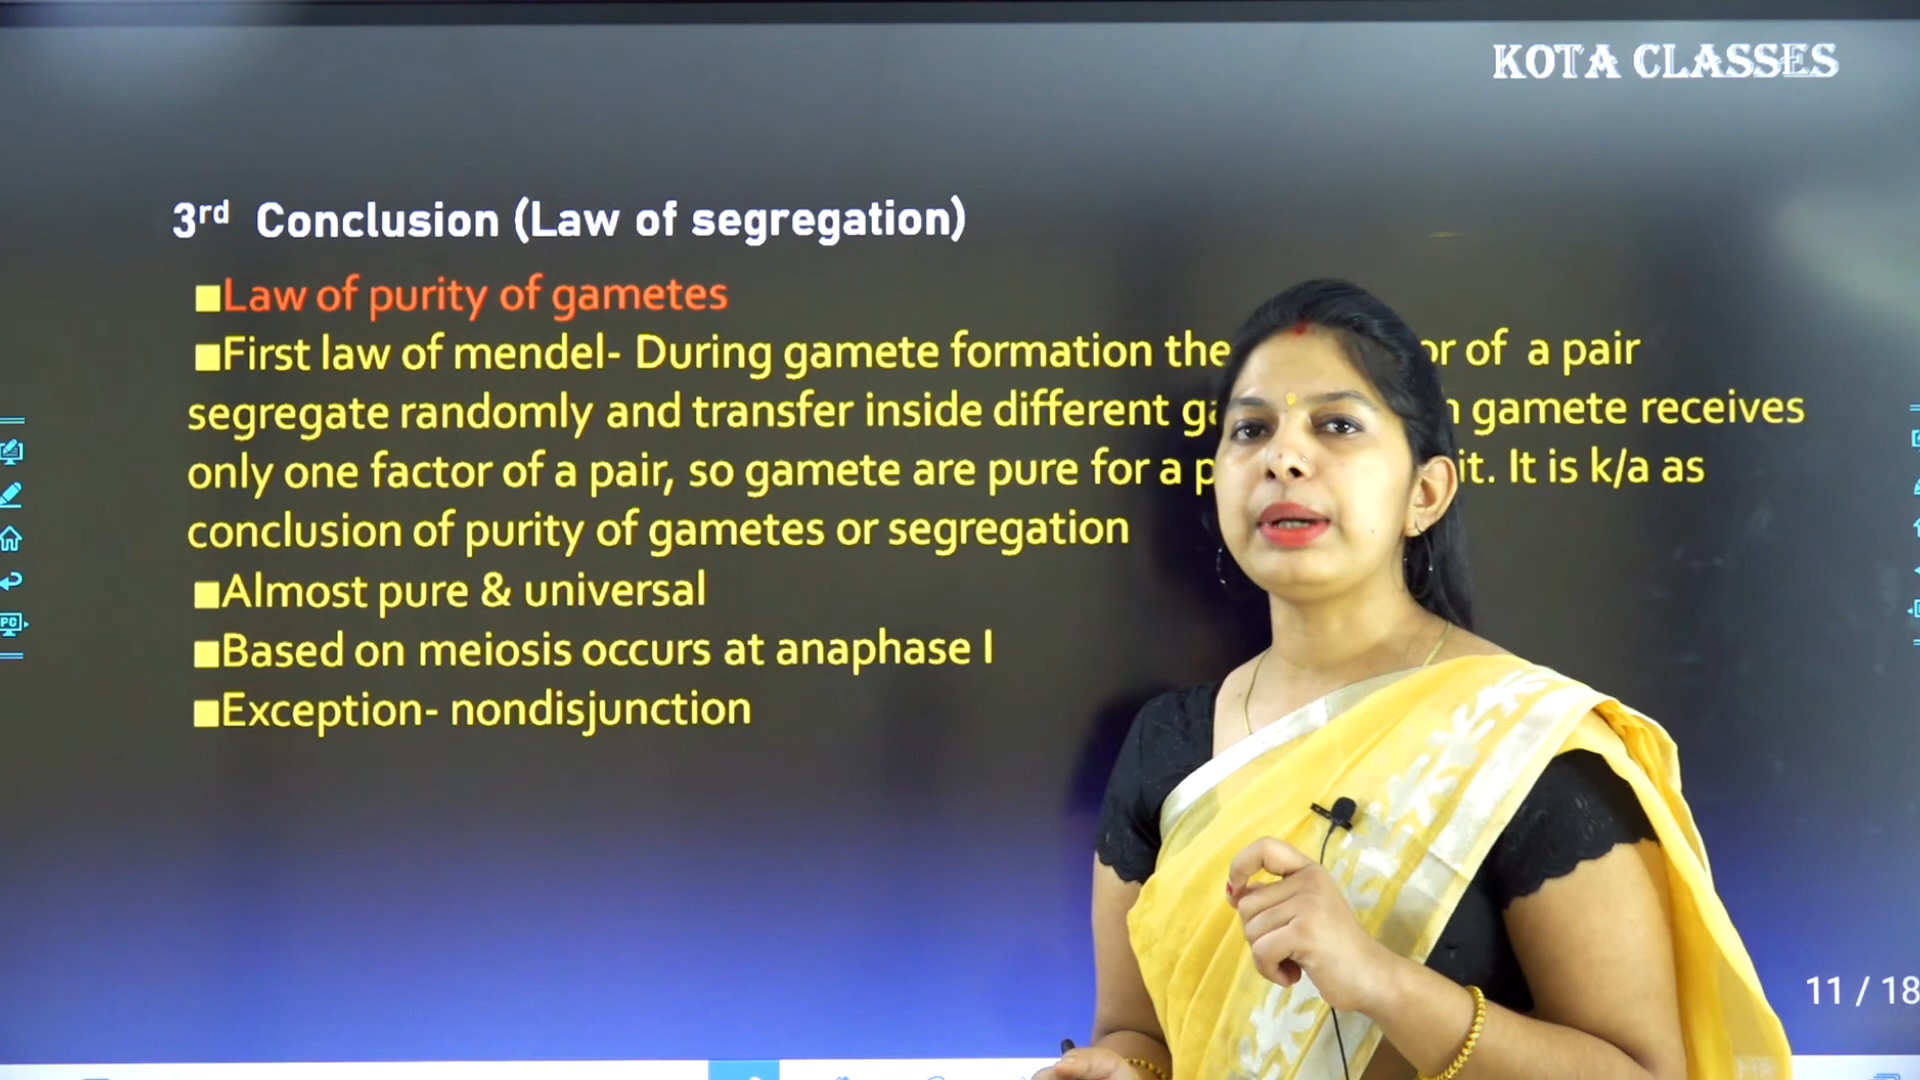 KOTA CLASSES
3rd Conclusion (Law of segregation)
■Law of purity of gametes
■First law of mendel- During gamete formation the or of a pair
segregate randomly and transfer inside different gamete receives
only one factor of a pair, so gamete are pure for a It is k/a as
conclusion of purity of gametes or segregation
■Almost pure & universal
■Based on meiosis occurs at anaphase I
■Exception- nondisjunction
PC
11 / 18